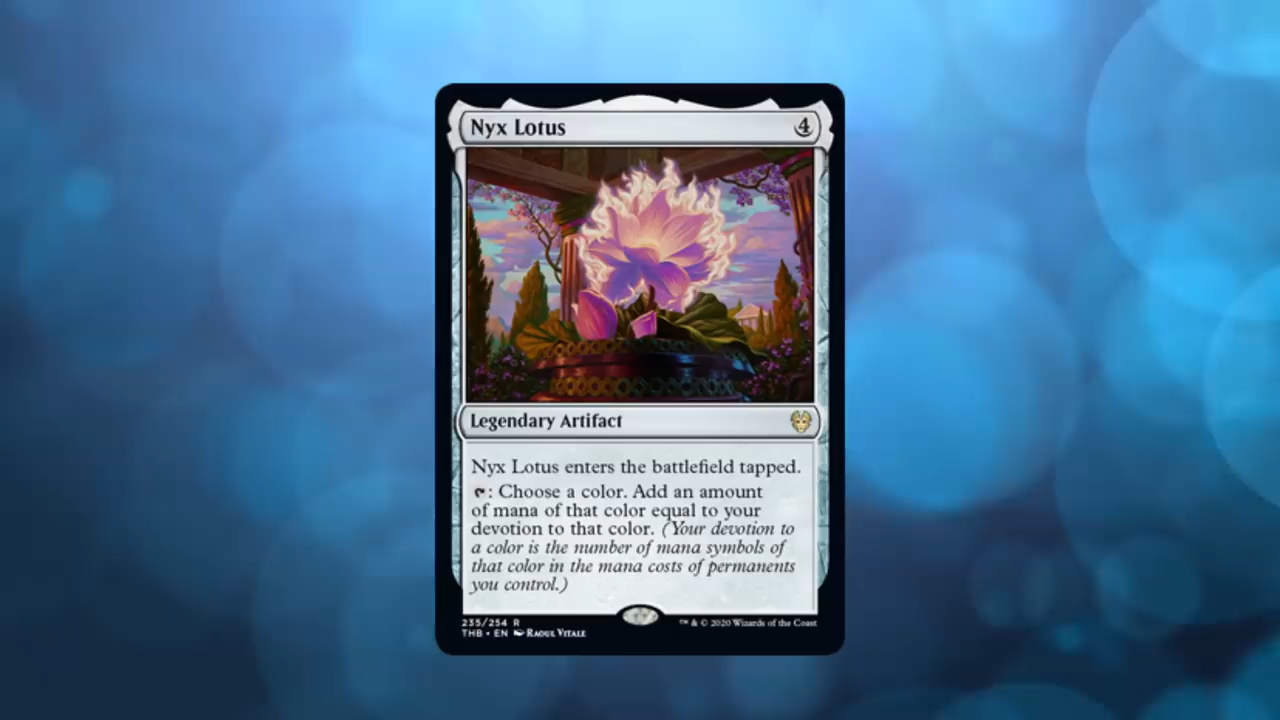 Nyx Lotus 4
Legendary Artifact
Nyx Lotus enters the battlefield tapped.
: Choose a color. Add an amount
of mana of that color equal to your
devotion to that color. (Your devotion to
a color is the number of mana symbols of
that color in the mana costs of permanents
you control.)
235/254 R
THB • EN Raoul Vitale
™ & © 2020 Wizards of the Coast